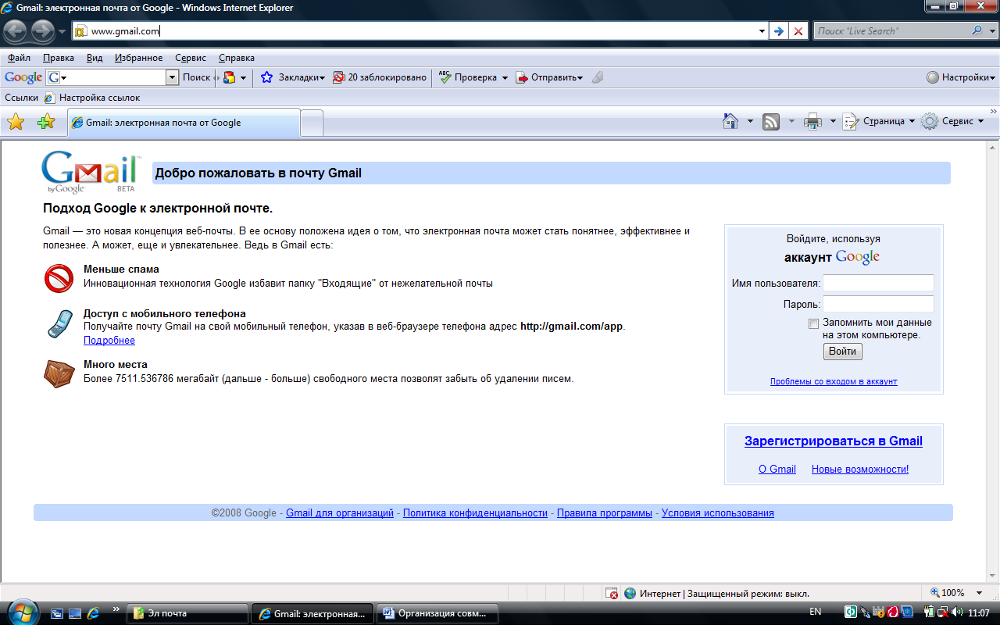 Gmail: электронная почта от Google - Windows Internet Explorer
www.gmail.com
Поиск "Live Search"
Файл Правка Вид Избранное Сервис Справка
Google G Поиск Закладки 20 заблокировано ABC Проверка Отправить Настройки
Ссылки Настройка ссылок
Gmail: электронная почта от Google Страница Сервис
Gmail™ by Google™ BETA
Добро пожаловать в почту Gmail
Подход Google к электронной почте.
Gmail — это новая концепция веб-почты. В ее основу положена идея о том, что электронная почта может стать понятнее, эффективнее и
полезнее. А может, еще и увлекательнее. Ведь в Gmail есть:
Меньше спама
Инновационная технология Google избавит папку "Входящие" от нежелательной почты
Доступ с мобильного телефона
Получайте почту Gmail на свой мобильный телефон, указав в веб-браузере телефона адрес http://gmail.com/app.
Подробнее
Много места
Более 7511.536786 мегабайт (дальше - больше) свободного места позволят забыть об удалении писем.
Войдите, используя
аккаунт Google
Имя пользователя:
Пароль:
Запомнить мои данные
на этом компьютере.
Войти
Проблемы со входом в аккаунт
Зарегистрироваться в Gmail
О Gmail Новые возможности!
©2008 Google - Gmail для организаций - Политика конфиденциальности - Правила программы - Условия использования
Интернет | Защищенный режим: выкл. 100%
Эл почта Gmail: электронная... Организация совм... EN 11:07